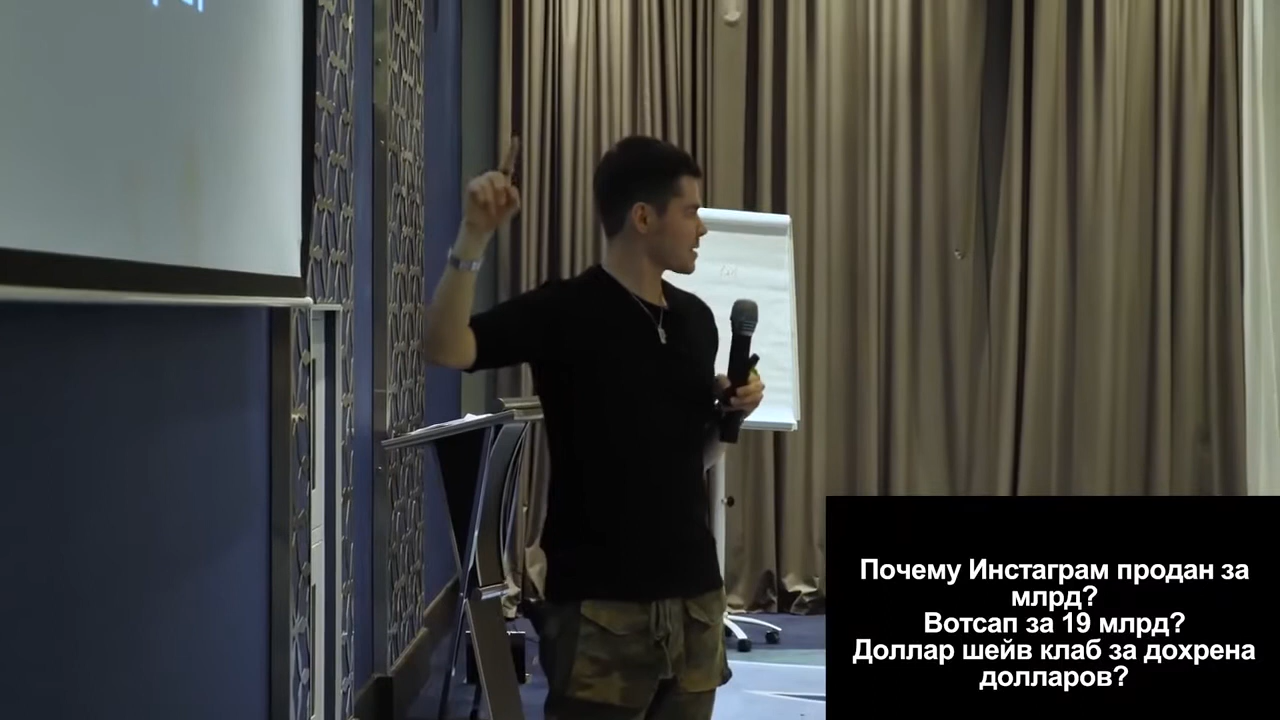 Почему Инстаграм продан за
млрд?
Вотсап за 19 млрд?
Доллар шейв клаб за дохрена
долларов?